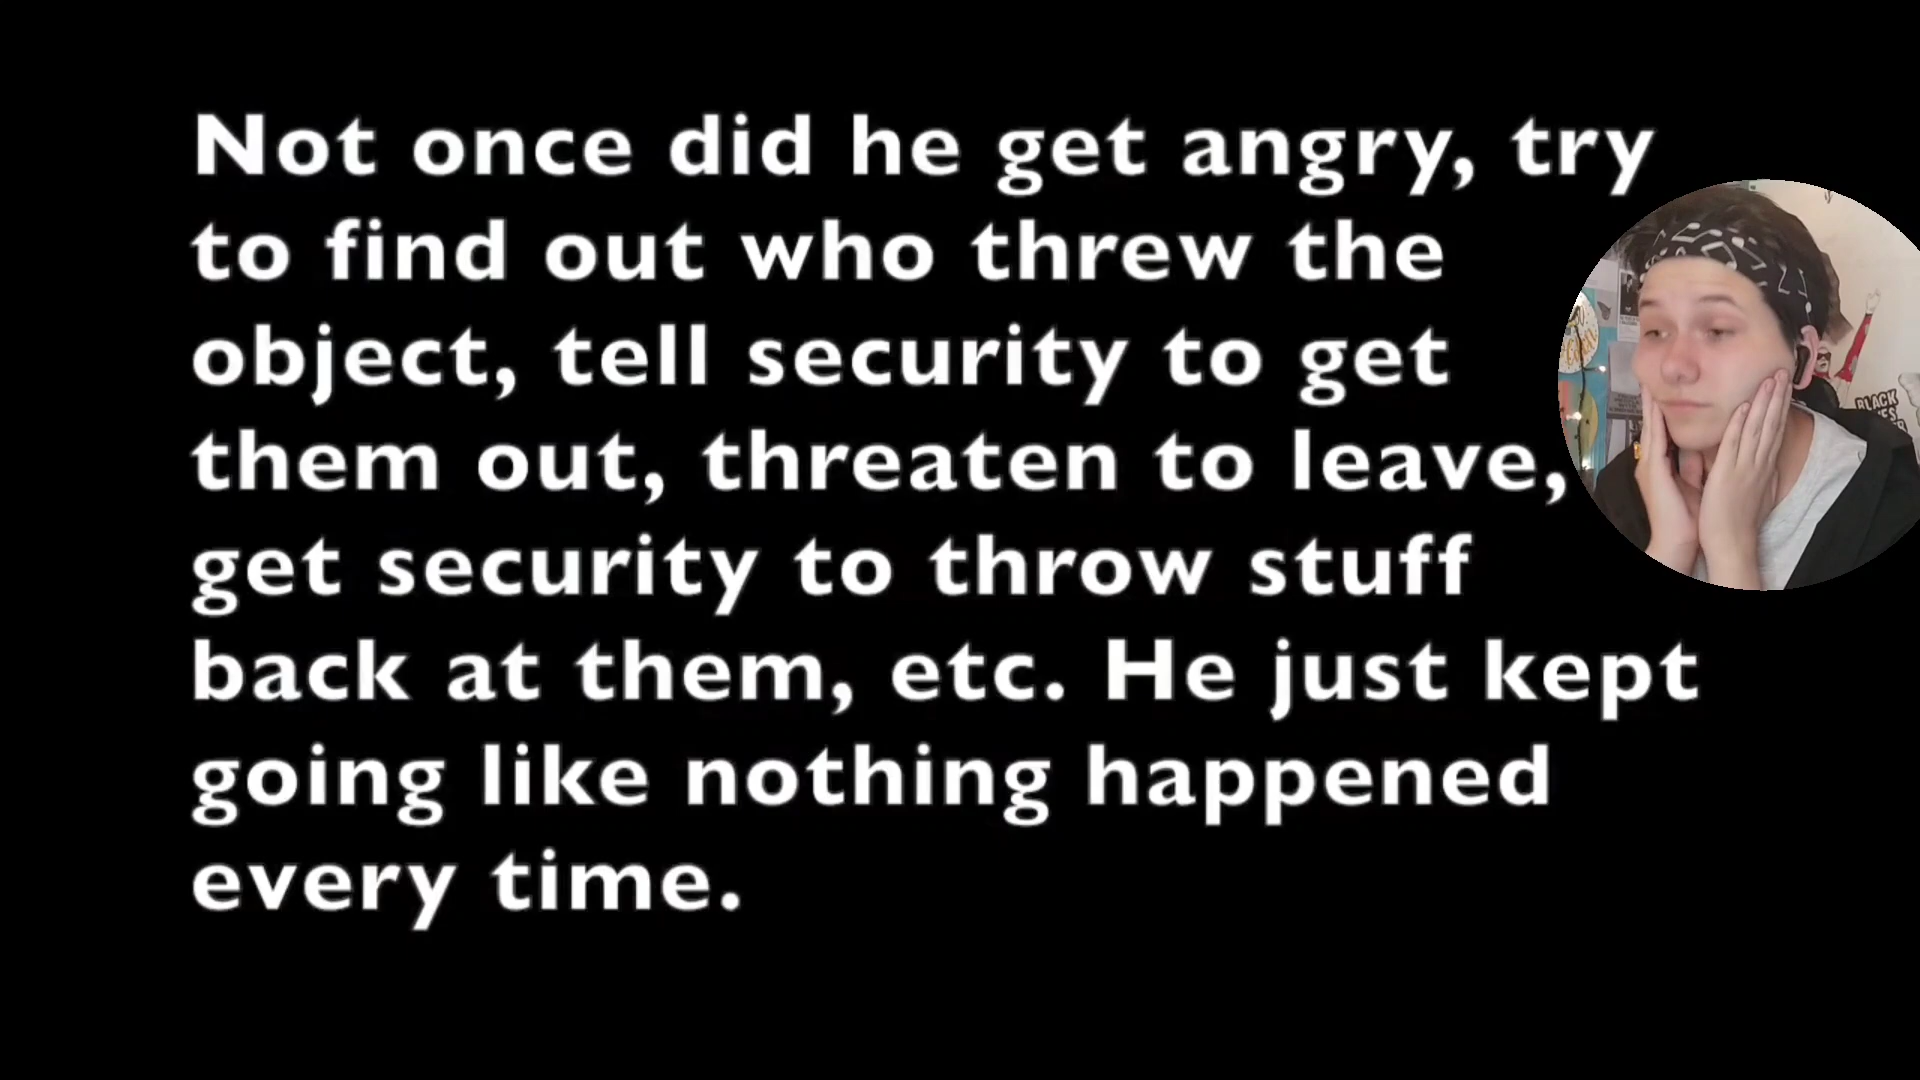 Not once did he get angry, try
to find out who threw the
object, tell security to get
them out, threaten to leave,
get security to throw stuff
back at them, etc. He just kept
going like nothing happened
every time.
BLACK